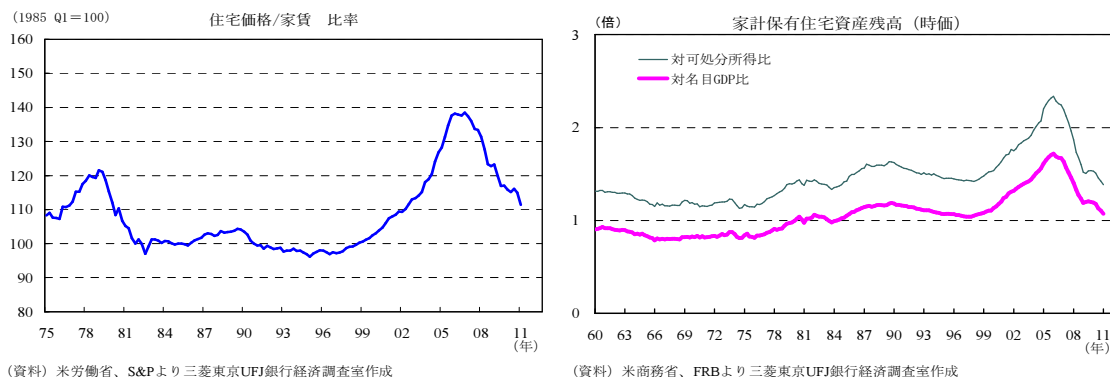 (1985 Q1＝100)
住宅価格/家賃　比率
160
150
140
130
120
110
100
90
80
75 78 81 84 87 90 93 96 99 02 05 08 11
(年)
(資料) 米労働省、S&Pより三菱東京UFJ銀行経済調査室作成
(倍)
家計保有住宅資産残高 (時価)
対可処分所得比
対名目GDP比
3
2
1
0
60 63 66 69 72 75 78 81 84 87 90 93 96 99 02 05 08 11
(年)
(資料) 米商務省、FRBより三菱東京UFJ銀行経済調査室作成